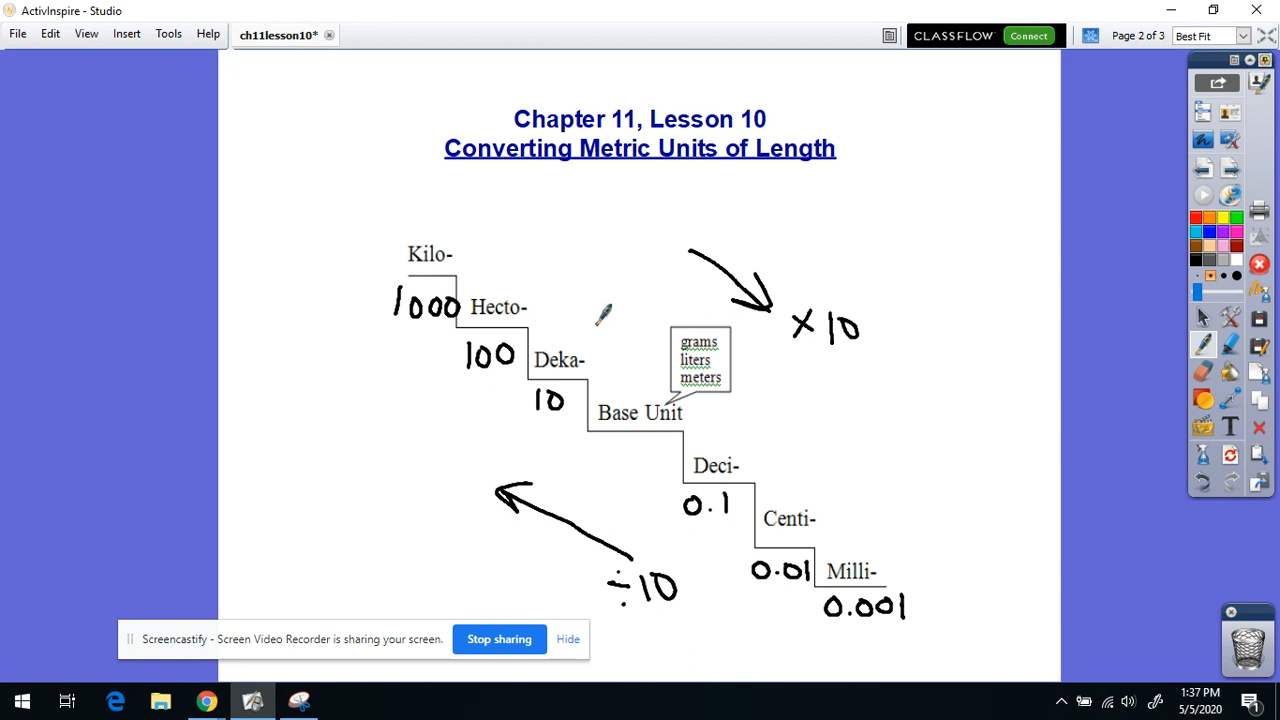 ActivInspire - Studio
File Edit View Insert Tools Help
ch11lesson10*
CLASSFLOW Connect
Page 2 of 3
Best Fit
Chapter 11, Lesson 10
Converting Metric Units of Length
Kilo-
1000
Hecto-
100
Deka-
10
grams
liters
meters
Base Unit
x 10
Deci-
0.1
Centi-
0.01
Milli-
0.001
÷10
Screencastify - Screen Video Recorder is sharing your screen.
Stop sharing
Hide
1:37 PM
5/5/2020
1